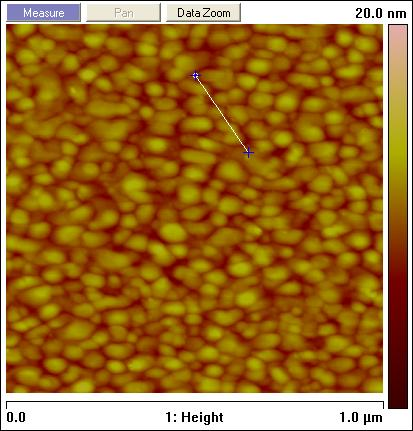 Measure Pan Data Zoom 20.0 nm
0.0 1: Height 1.0 µm